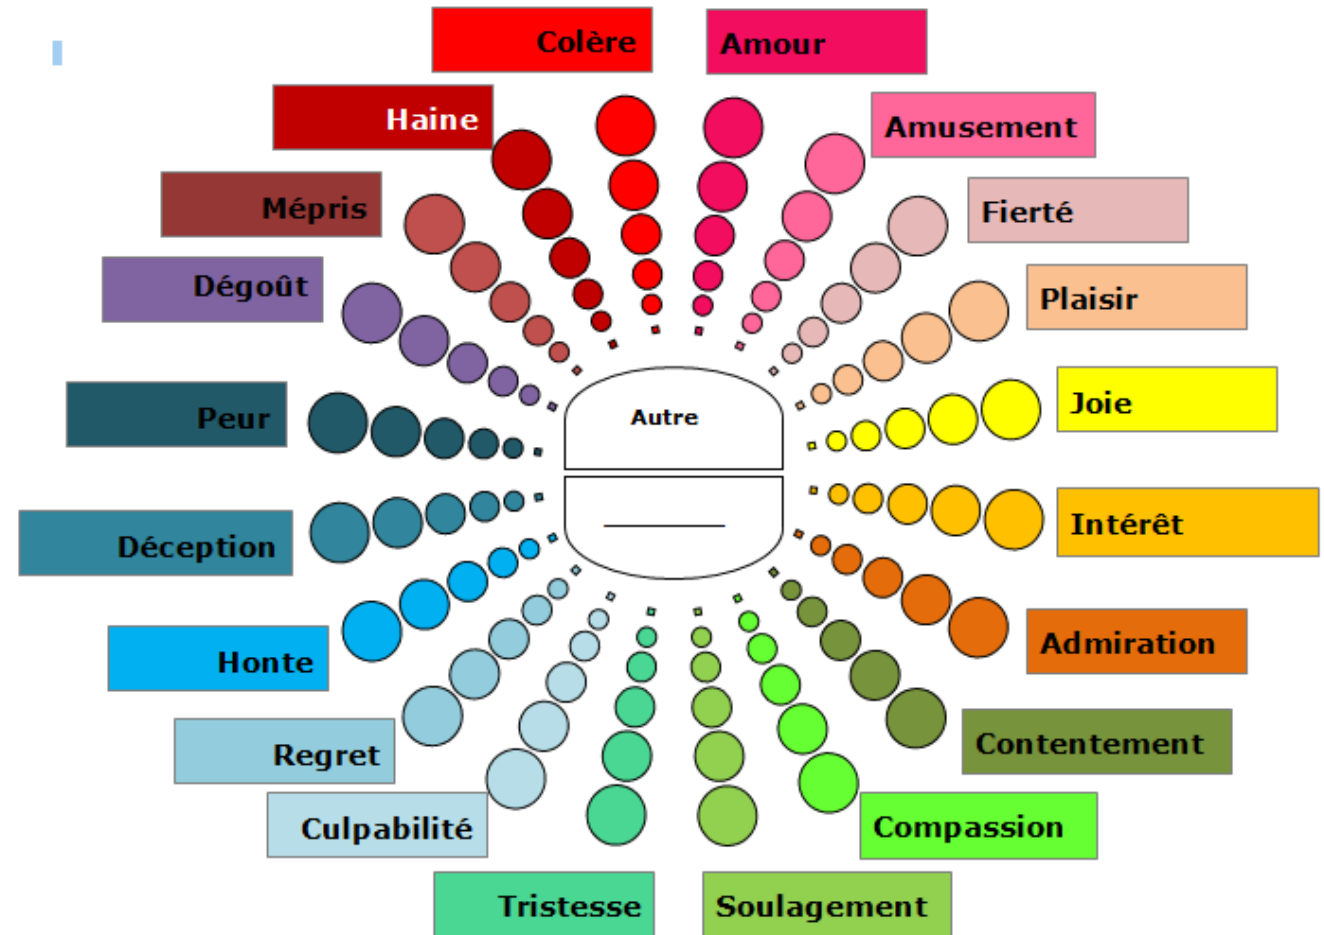 Colère
Amour
Haine
Amusement
Mépris
Fierté
Dégoût
Plaisir
Peur
Joie
Autre
Déception
Intérêt
Honte
Admiration
Regret
Contentement
Culpabilité
Compassion
Tristesse
Soulagement